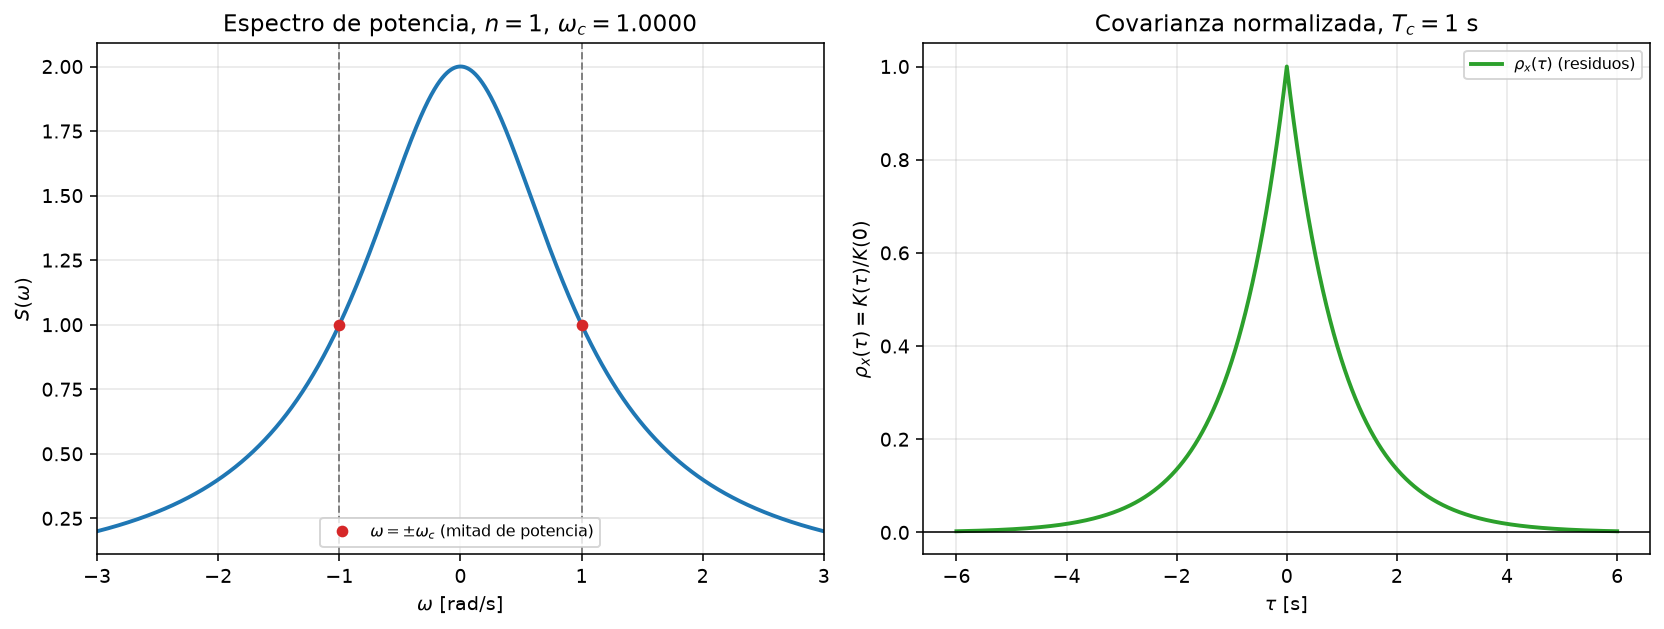 Espectro de potencia, n = 1, ω_c = 1.0000
S(ω)
2.00
1.75
1.50
1.25
1.00
0.75
0.50
0.25
ω = ±ω_c (mitad de potencia)
−3 −2 −1 0 1 2 3
ω [rad/s]
Covarianza normalizada, T_c = 1 s
ρ_x(τ) = K(τ)/K(0)
1.0
0.8
0.6
0.4
0.2
0.0
ρ_x(τ) (residuos)
−6 −4 −2 0 2 4 6
τ [s]